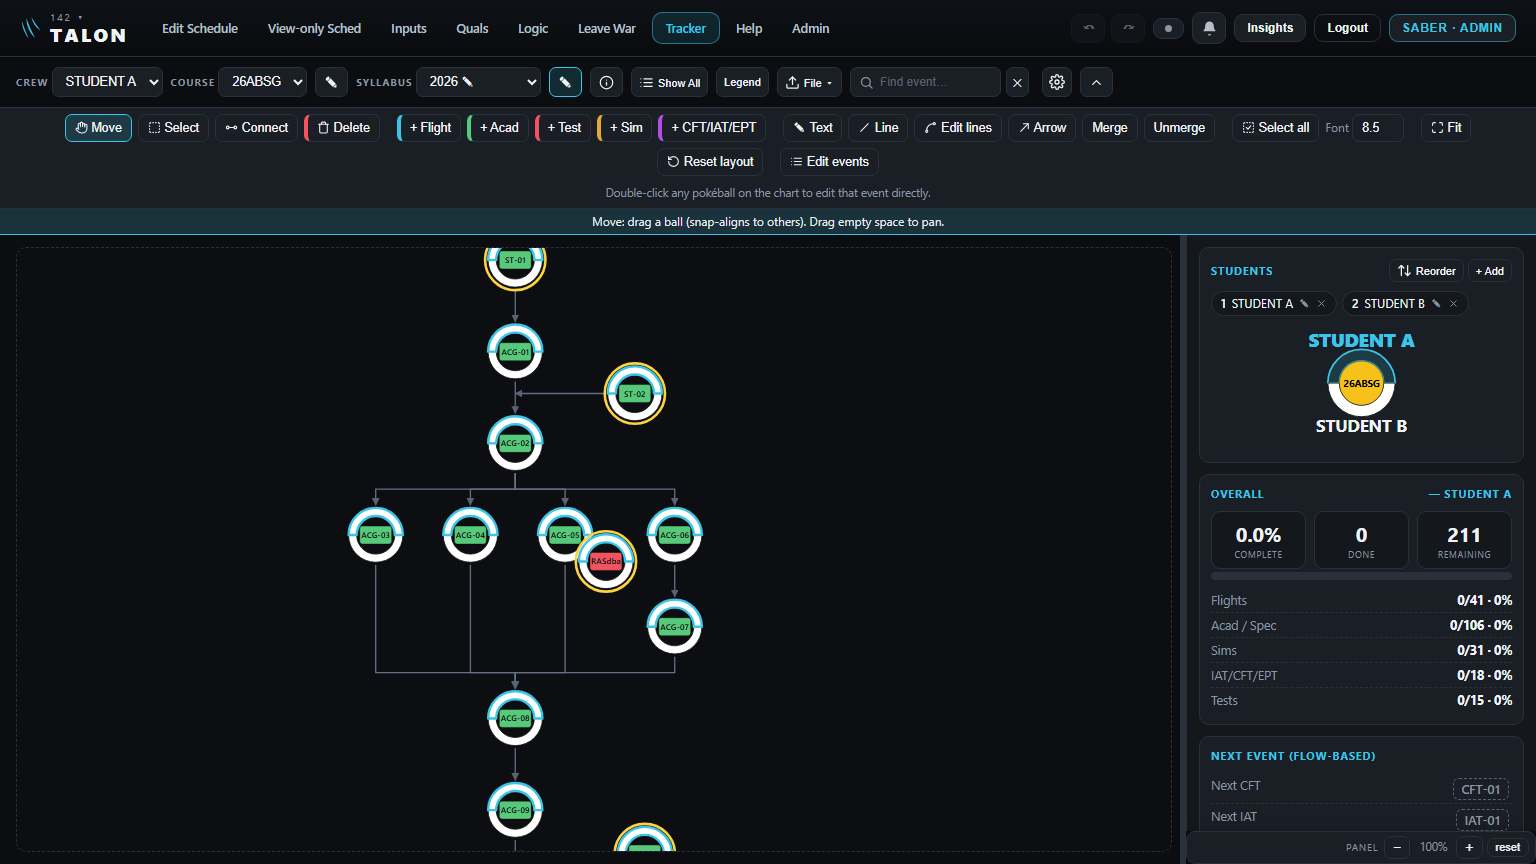 142
TALON
Edit Schedule View-only Sched Inputs Quals Logic Leave War Tracker Help Admin
Insights Logout SABER · ADMIN
CREW STUDENT A COURSE 26ABSG SYLLABUS 2026 Show All Legend File Find event...
Move Select Connect Delete + Flight + Acad + Test + Sim + CFT/IAT/EPT Text Line Edit lines Arrow Merge Unmerge Select all Font 8.5 Fit
Reset layout Edit events
Double-click any pokéball on the chart to edit that event directly.
Move: drag a ball (snap-aligns to others). Drag empty space to pan.
ST-01
ACG-01
ST-02
ACG-02
ACG-03 ACG-04 ACG-05 ACG-06
RASdba
ACG-07
ACG-08
ACG-09
STUDENTS Reorder + Add
1 STUDENT A 2 STUDENT B
STUDENT A
26ABSG
STUDENT B
OVERALL — STUDENT A
0.0% 0 211
COMPLETE DONE REMAINING
Flights 0/41 · 0%
Acad / Spec 0/106 · 0%
Sims 0/31 · 0%
IAT/CFT/EPT 0/18 · 0%
Tests 0/15 · 0%
NEXT EVENT (FLOW-BASED)
Next CFT CFT-01
Next IAT IAT-01
PANEL − 100% + reset